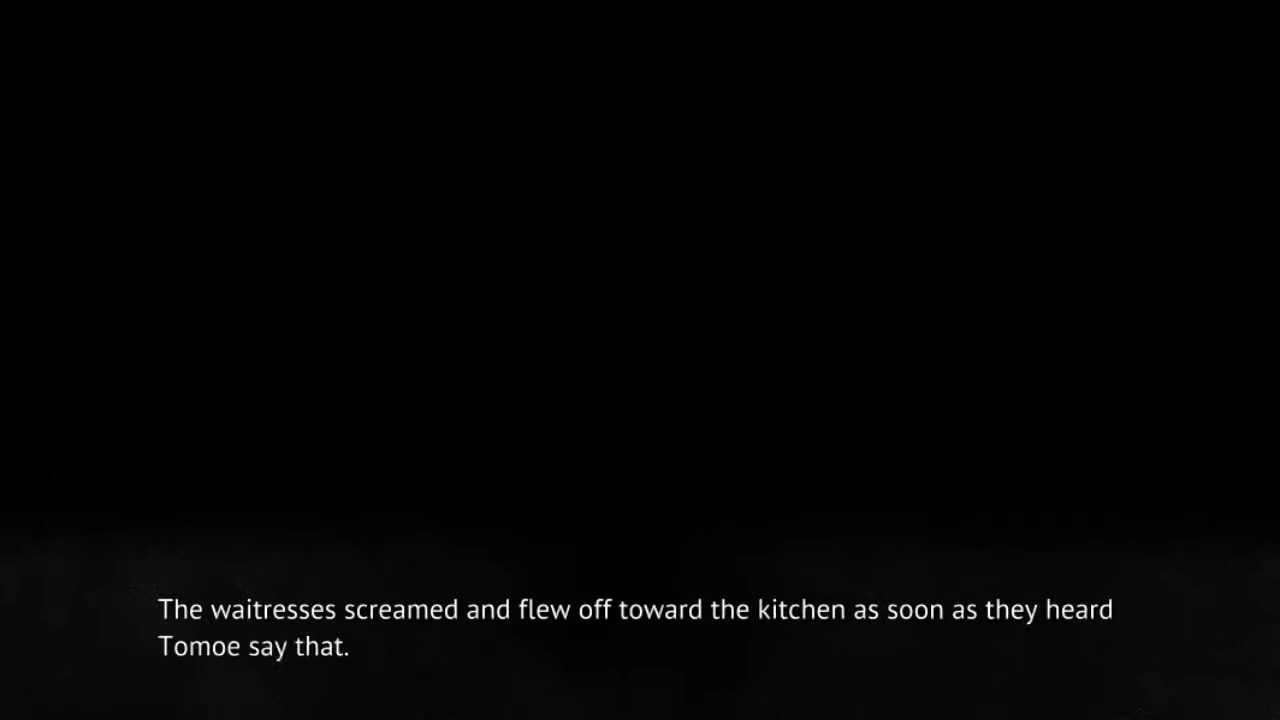 The waitresses screamed and flew off toward the kitchen as soon as they heard
Tomoe say that.